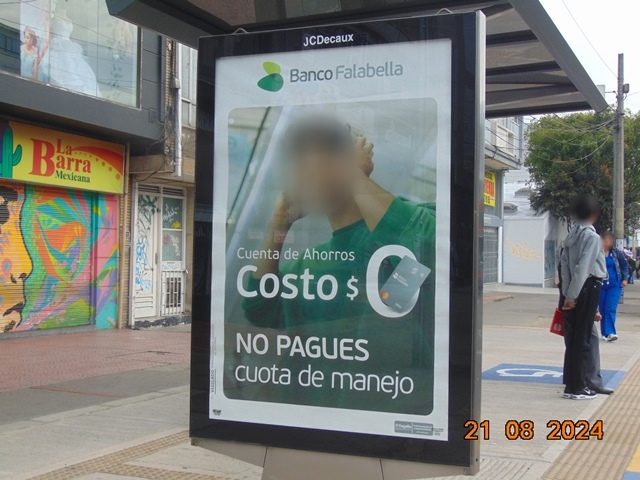 JCDecaux
Banco Falabella
La
Barra
Mexicana
Cuenta de Ahorros
Costo $ 0
NO PAGUES
cuota de manejo
21 08 2024